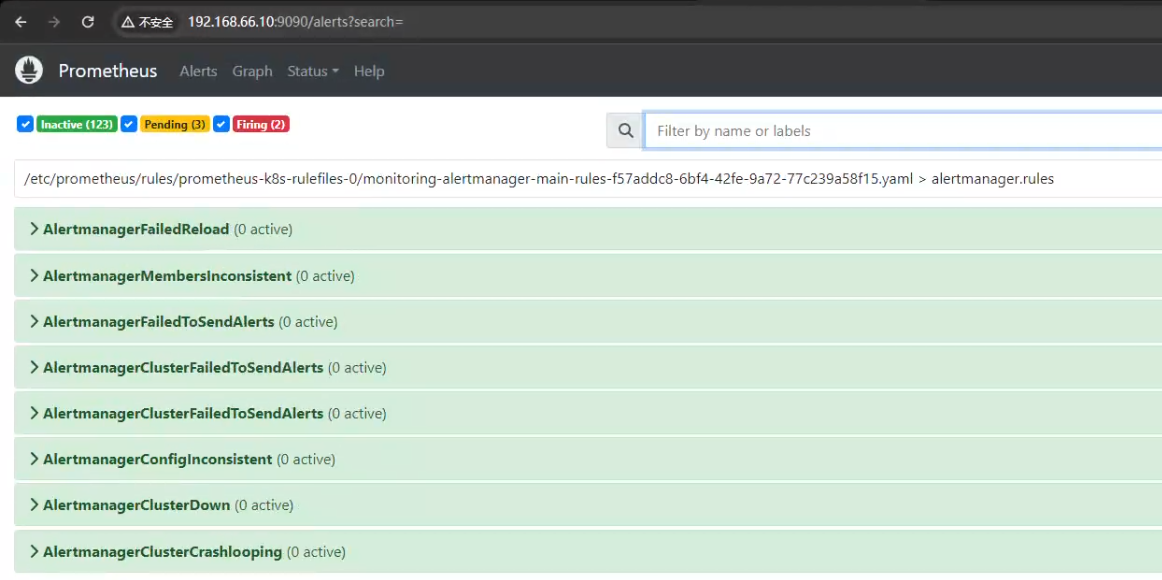 不安全 192.168.66.10:9090/alerts?search=
Prometheus Alerts Graph Status Help
Inactive (123) Pending (3) Firing (2) Filter by name or labels
/etc/prometheus/rules/prometheus-k8s-rulefiles-0/monitoring-alertmanager-main-rules-f57addc8-6bf4-42fe-9a72-77c239a58f15.yaml > alertmanager.rules
AlertmanagerFailedReload (0 active)
AlertmanagerMembersInconsistent (0 active)
AlertmanagerFailedToSendAlerts (0 active)
AlertmanagerClusterFailedToSendAlerts (0 active)
AlertmanagerClusterFailedToSendAlerts (0 active)
AlertmanagerConfigInconsistent (0 active)
AlertmanagerClusterDown (0 active)
AlertmanagerClusterCrashlooping (0 active)